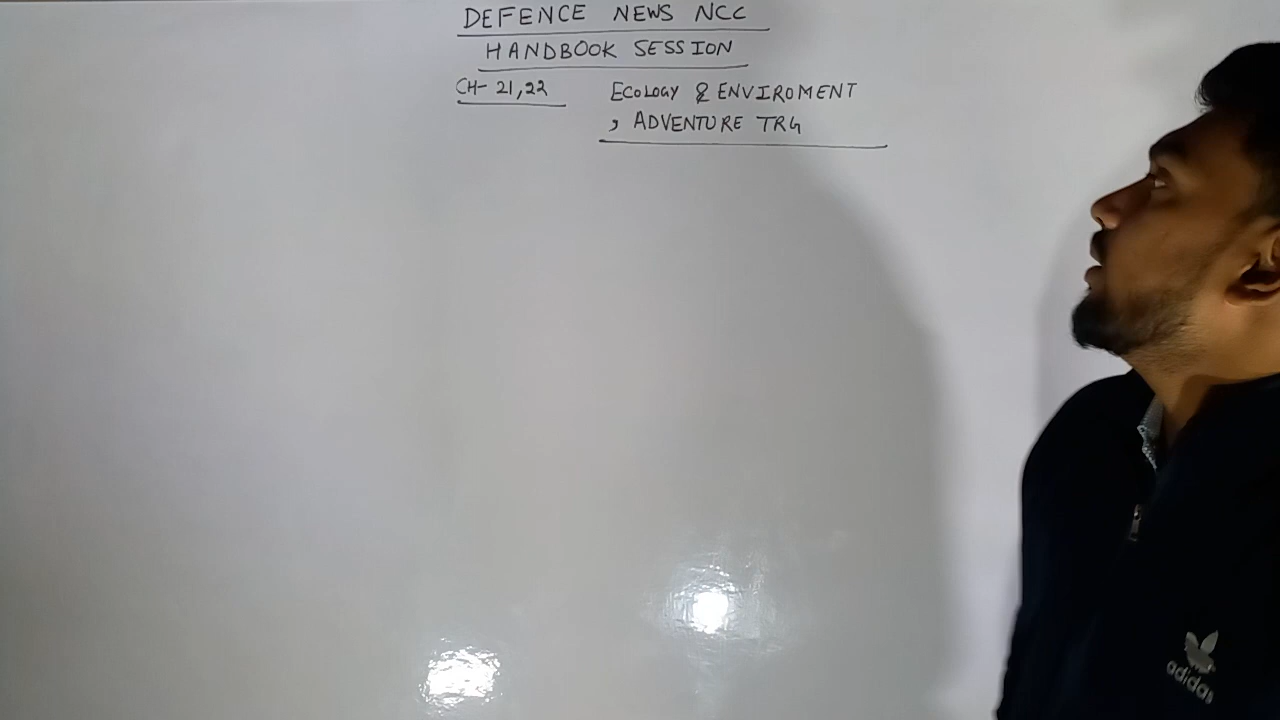 DEFENCE NEWS NCC
HANDBOOK SESSION
CH- 21,22 ECOLOGY & ENVIROMENT
, ADVENTURE TRG
adidas